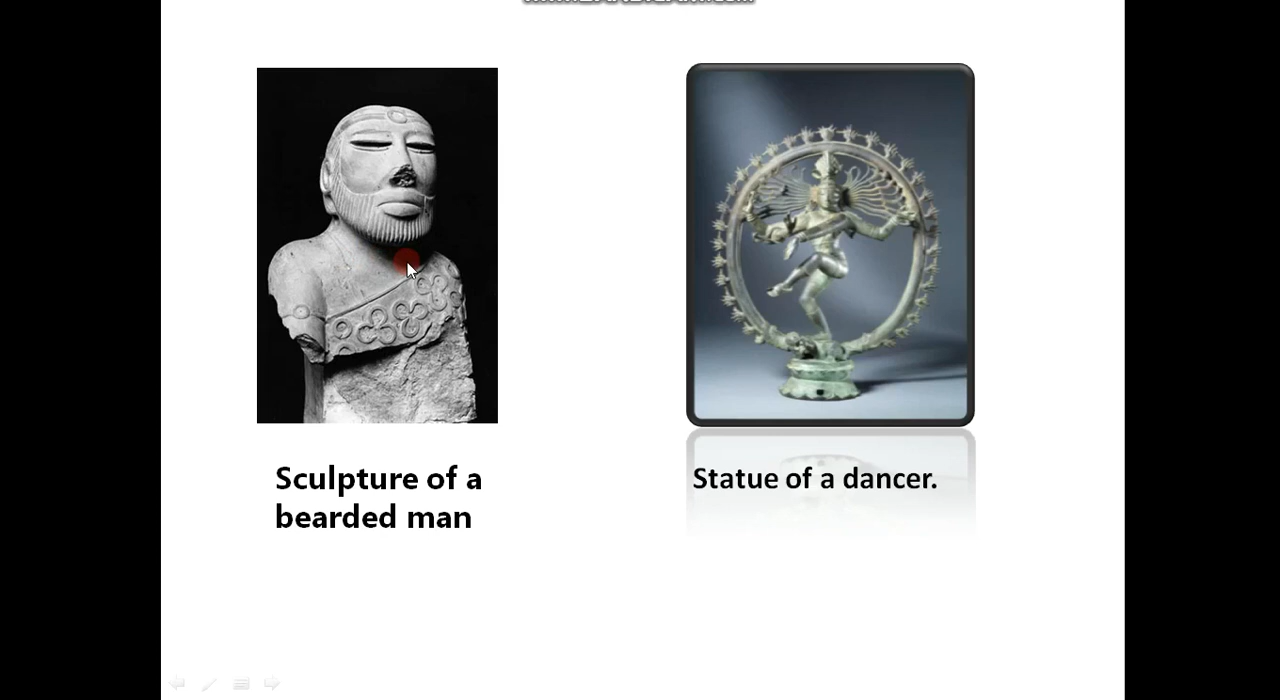 Sculpture of a
bearded man
Statue of a dancer.